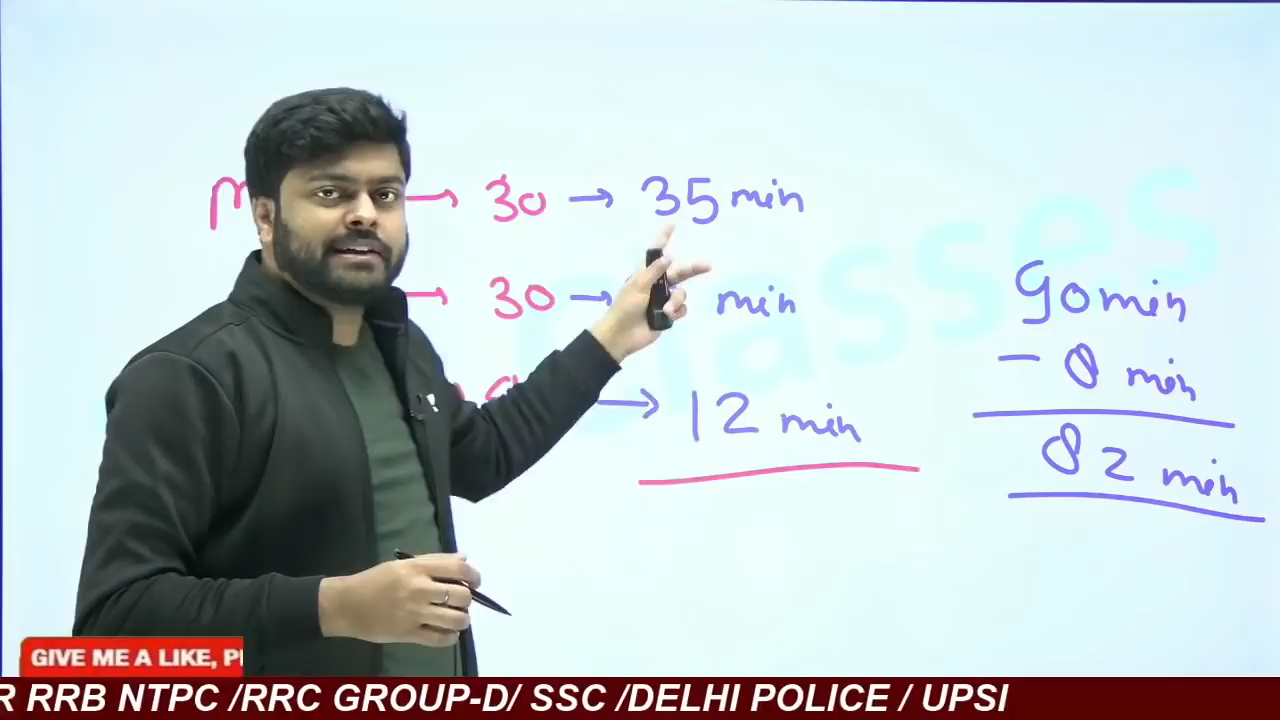 30 → 35 min
30 → min
→ 12 min
90 min
- 8 min
82 min
classes
GIVE ME A LIKE,
R RRB NTPC /RRC GROUP-D/ SSC /DELHI POLICE / UPSI